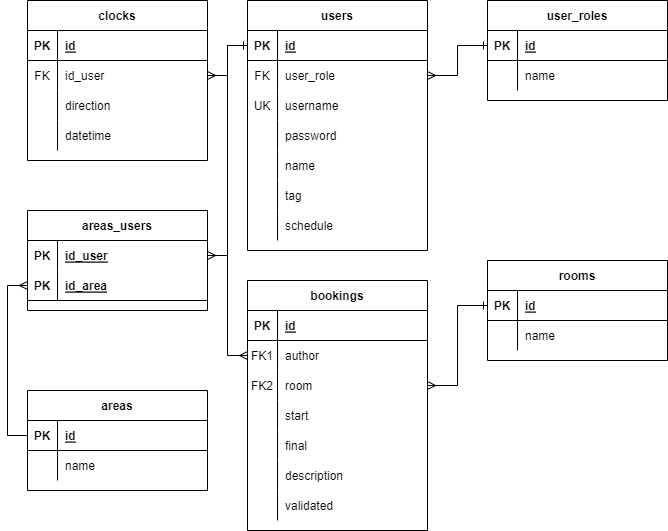 clocks
PK id
FK id_user
direction
datetime
users
PK id
FK user_role
UK username
password
name
tag
schedule
user_roles
PK id
name
areas_users
PK id_user
PK id_area
bookings
PK id
FK1 author
FK2 room
start
final
description
validated
rooms
PK id
name
areas
PK id
name